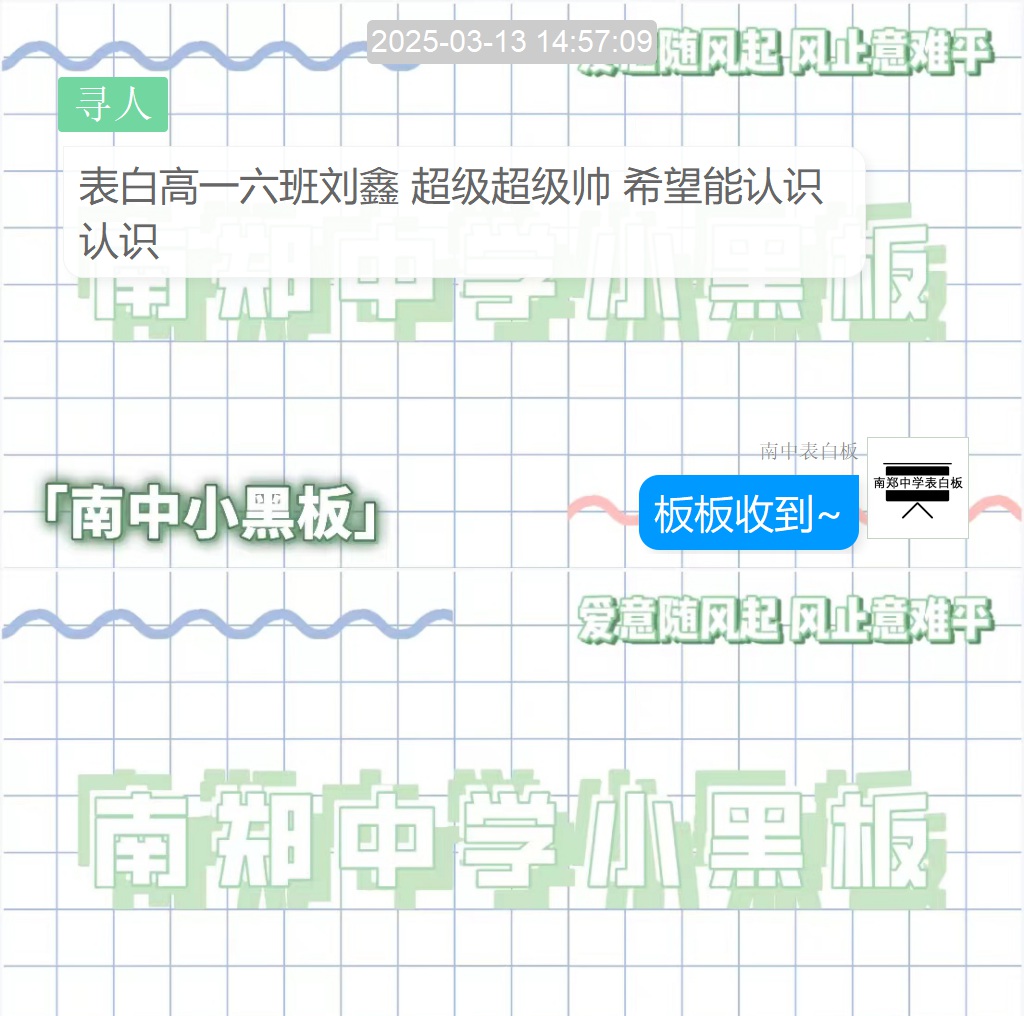 2025-03-13 14:57:09
爱意随风起 风止意难平
寻人
表白高一六班刘鑫 超级超级帅 希望能认识
认识
南郑中学小黑板
南中表白板
「南中小黑板」
板板收到~
南郑中学表白板
爱意随风起 风止意难平
南郑中学小黑板